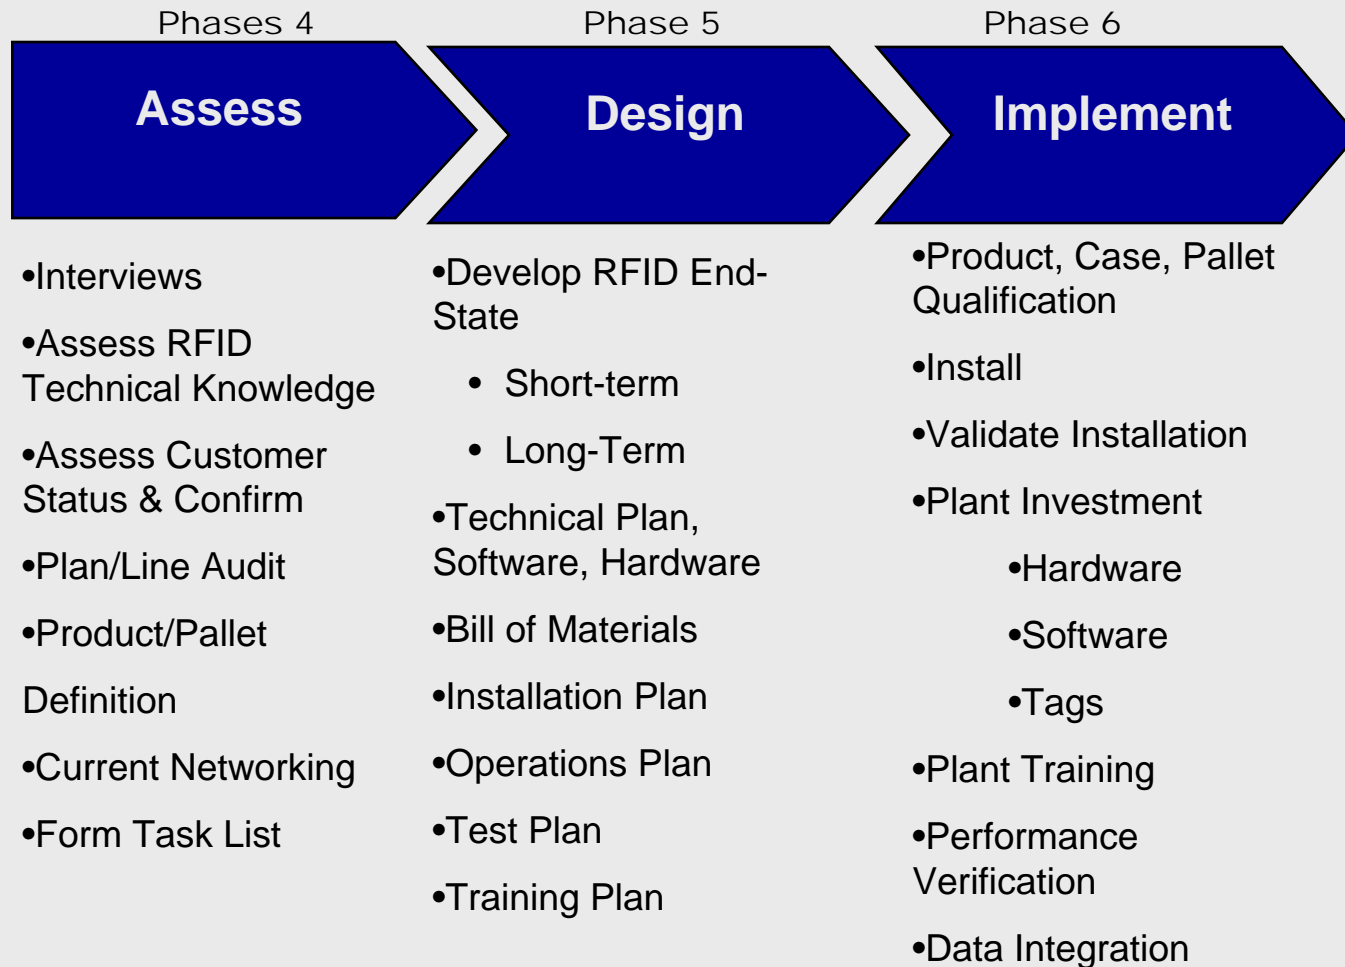 Phases 4
Assess
•Interviews
•Assess RFID
Technical Knowledge
•Assess Customer
Status & Confirm
•Plan/Line Audit
•Product/Pallet
Definition
•Current Networking
•Form Task List
Phase 5
Design
•Develop RFID End-
State
• Short-term
• Long-Term
•Technical Plan,
Software, Hardware
•Bill of Materials
•Installation Plan
•Operations Plan
•Test Plan
•Training Plan
Phase 6
Implement
•Product, Case, Pallet
Qualification
•Install
•Validate Installation
•Plant Investment
•Hardware
•Software
•Tags
•Plant Training
•Performance
Verification
•Data Integration